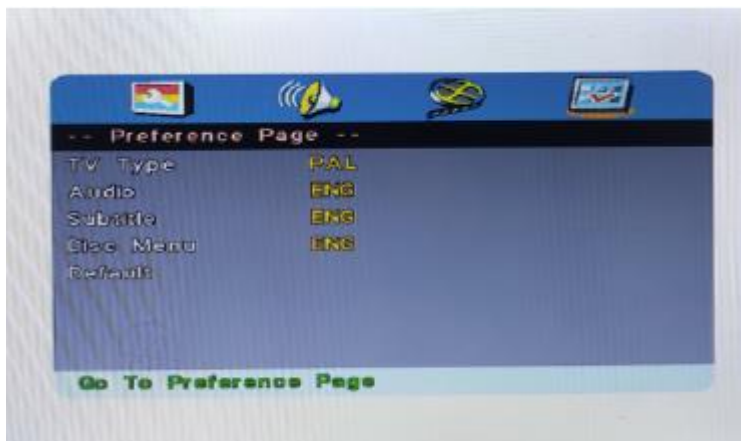 -- Preference Page --
TV Type PAL
Audio ENG
Subtitle ENG
Disc Menu ENG
Default
Go To Preference Page